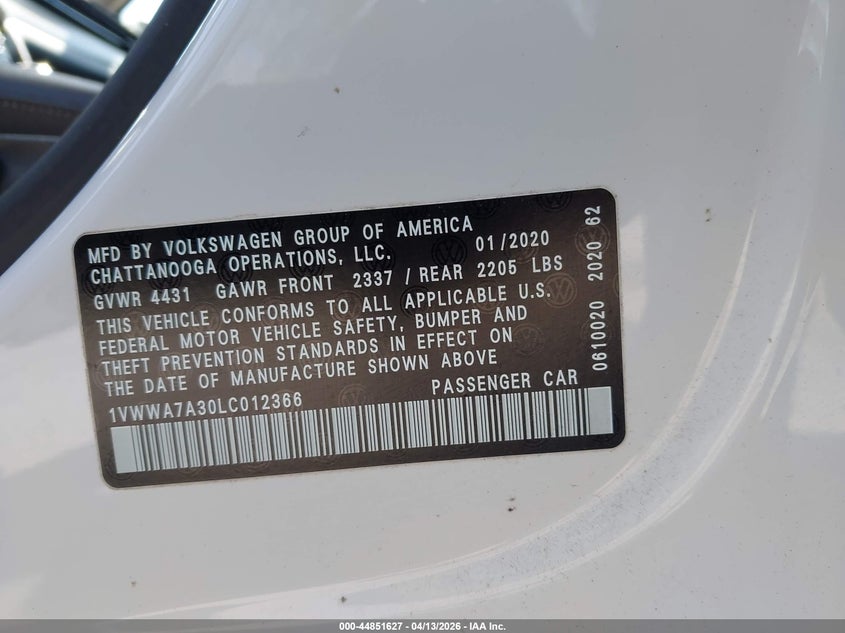 MFD BY VOLKSWAGEN GROUP OF AMERICA
CHATTANOOGA OPERATIONS, LLC. 01/2020
GVWR 4431 GAWR FRONT 2337 / REAR 2205 LBS
THIS VEHICLE CONFORMS TO ALL APPLICABLE U.S.
FEDERAL MOTOR VEHICLE SAFETY, BUMPER AND
THEFT PREVENTION STANDARDS IN EFFECT ON
THE DATE OF MANUFACTURE SHOWN ABOVE
1VWWA7A30LC012366 PASSENGER CAR
0610020 2020 62
000-44851627 - 04/13/2026 - IAA Inc.